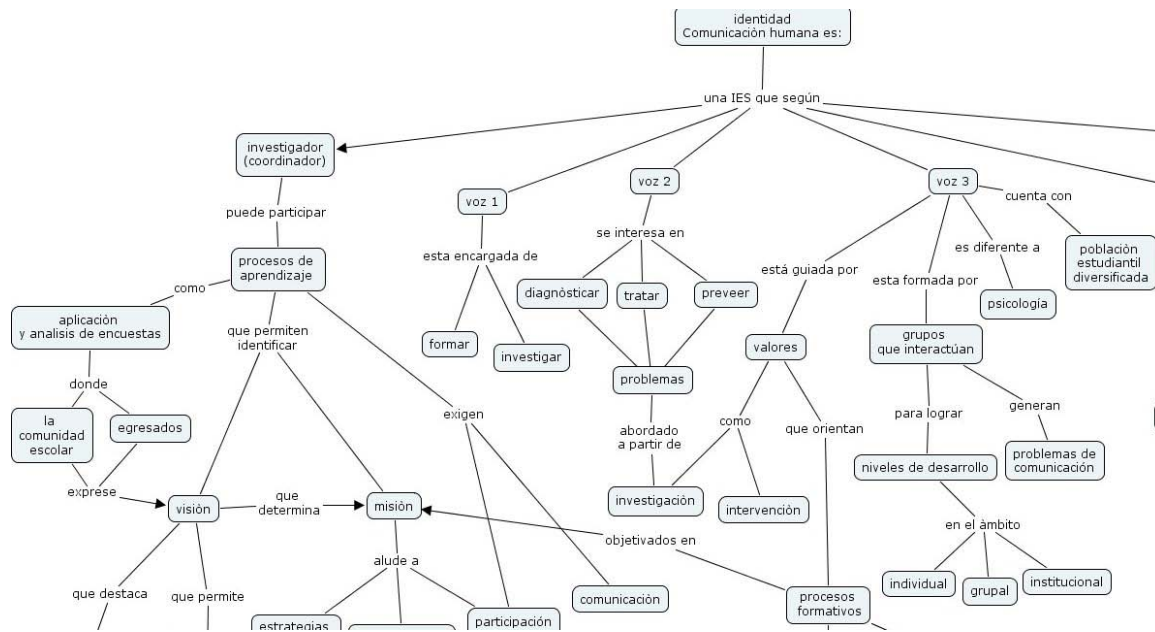 identidad
Comunicación humana es:
una IES que según
investigador
(coordinador)
puede participar
procesos de
aprendizaje
como
aplicación
y analisis de encuestas
donde
la
comunidad
escolar
egresados
exprese
que permiten
identificar
visión
que
determina
misión
exigen
alude a
que destaca
que permite
estrategias
participación
comunicación
voz 1
esta encargada de
formar
investigar
voz 2
se interesa en
diagnósticar
tratar
preveer
problemas
abordado
a partir de
investigación
voz 3
está guiada por
valores
como
intervención
que orientan
objetivados en
procesos
formativos
esta formada por
grupos
que interactúan
para lograr
niveles de desarrollo
en el àmbito
individual
grupal
institucional
generan
problemas de
comunicación
es diferente a
psicología
cuenta con
población
estudiantil
diversificada